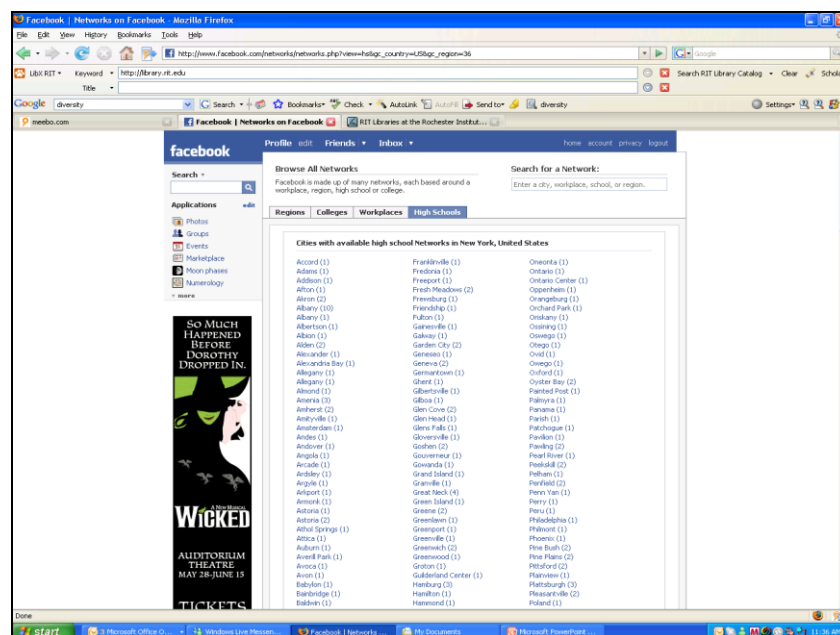 Facebook | Networks on Facebook - Mozilla Firefox
File Edit View History Bookmarks Tools Help
http://www.facebook.com/networks/networks.php?view=hs&gc_country=US&gc_region=36
Google
LibX RIT Keyword http://library.rit.edu Search RIT Library Catalog Clear
Title
Google diversity Search Bookmarks Check AutoLink AutoFill Send to diversity Settings
meebo.com Facebook | Networks on Facebook RIT Libraries at the Rochester Institut...
facebook Profile edit Friends Inbox home account privacy logout
Search
Applications edit
Photos
Groups
Events
Marketplace
Moon phases
Numerology
more
SO MUCH
HAPPENED
BEFORE
DOROTHY
DROPPED IN.
A NEW MUSICAL
WICKED
AUDITORIUM
THEATRE
MAY 28-JUNE 15
TICKETS
Browse All Networks
Facebook is made up of many networks, each based around a
workplace, region, high school or college.
Search for a Network:
Enter a city, workplace, school, or region.
Regions Colleges Workplaces High Schools
Cities with available high school Networks in New York, United States
Accord (1)
Adams (1)
Addison (1)
Afton (1)
Akron (2)
Albany (10)
Albany (1)
Albertson (1)
Albion (1)
Alden (2)
Alexander (1)
Alexandria Bay (1)
Allegany (1)
Allegany (1)
Almond (1)
Amenia (3)
Amherst (2)
Amityville (1)
Amsterdam (1)
Andes (1)
Andover (1)
Angola (1)
Arcade (1)
Ardsley (1)
Argyle (1)
Arkport (1)
Armonk (1)
Astoria (1)
Astoria (2)
Athol Springs (1)
Attica (1)
Auburn (1)
Averill Park (1)
Avoca (1)
Avon (1)
Babylon (1)
Bainbridge (1)
Baldwin (1)
Franklinville (1)
Fredonia (1)
Freeport (1)
Fresh Meadows (2)
Frewsburg (1)
Friendship (1)
Fulton (1)
Gainesville (1)
Galway (1)
Garden City (2)
Geneseo (1)
Geneva (2)
Germantown (1)
Ghent (1)
Gilbertsville (1)
Gilboa (1)
Glen Cove (2)
Glen Head (1)
Glens Falls (1)
Gloversville (1)
Goshen (2)
Gouverneur (1)
Gowanda (1)
Grand Island (1)
Granville (1)
Great Neck (4)
Green Island (1)
Greene (2)
Greenlawn (1)
Greenport (1)
Greenville (1)
Greenwich (2)
Greenwood (1)
Groton (1)
Guilderland Center (1)
Hamburg (3)
Hamilton (1)
Hammond (1)
Oneonta (1)
Ontario (1)
Ontario Center (1)
Oppenheim (1)
Orangeburg (1)
Orchard Park (1)
Oriskany (1)
Ossining (1)
Oswego (1)
Otego (1)
Ovid (1)
Owego (1)
Oxford (1)
Oyster Bay (2)
Painted Post (1)
Palmyra (1)
Panama (1)
Parish (1)
Patchogue (1)
Pavilion (1)
Pawling (2)
Pearl River (1)
Peekskill (2)
Pelham (1)
Penfield (2)
Penn Yan (1)
Perry (1)
Peru (1)
Philadelphia (1)
Philmont (1)
Phoenix (1)
Pine Bush (2)
Pine Plains (2)
Pittsford (2)
Plainview (1)
Plattsburgh (3)
Pleasantville (2)
Poland (1)
Done
start 3 Microsoft Office O... Windows Live Messen... Facebook | Networks ... My Documents Microsoft PowerPoint ... 11:36 AM